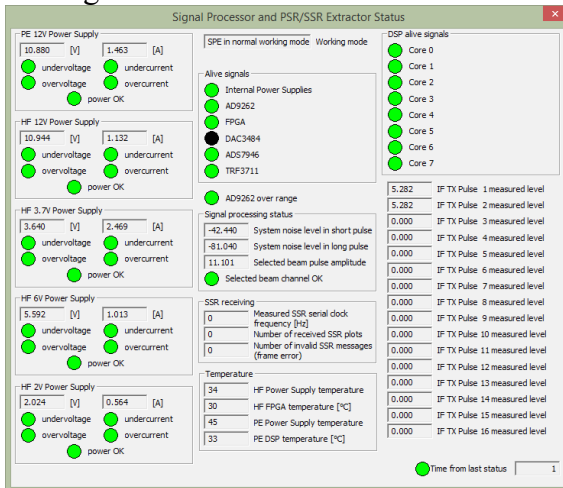 Signal Processor and PSR/SSR Extractor Status
x
PE 12V Power Supply
10.880 [V] 1.463 [A]
undervoltage undercurrent
overvoltage overcurrent
power OK
HF 12V Power Supply
10.944 [V] 1.132 [A]
undervoltage undercurrent
overvoltage overcurrent
power OK
HF 3.7V Power Supply
3.640 [V] 2.469 [A]
undervoltage undercurrent
overvoltage overcurrent
power OK
HF 6V Power Supply
5.592 [V] 1.013 [A]
undervoltage undercurrent
overvoltage overcurrent
power OK
HF 2V Power Supply
2.024 [V] 0.564 [A]
undervoltage undercurrent
overvoltage overcurrent
power OK
SPE in normal working mode Working mode
Alive signals
Internal Power Supplies
AD9262
FPGA
DAC3484
ADS7946
TRF3711
AD9262 over range
Signal processing status
-42.440 System noise level in short pulse
-81.040 System noise level in long pulse
11.101 Selected beam pulse amplitude
Selected beam channel OK
SSR receiving
0 Measured SSR serial clock
frequency [Hz]
0 Number of received SSR plots
0 Number of invalid SSR messages
(frame error)
Temperature
34 HF Power Supply temperature
30 HF FPGA temperature [ºC]
45 PE Power Supply temperature
33 PE DSP temperature [ºC]
DSP alive signals
Core 0
Core 1
Core 2
Core 3
Core 4
Core 5
Core 6
Core 7
5.282 IF TX Pulse 1 measured level
5.282 IF TX Pulse 2 measured level
0.000 IF TX Pulse 3 measured level
0.000 IF TX Pulse 4 measured level
0.000 IF TX Pulse 5 measured level
0.000 IF TX Pulse 6 measured level
0.000 IF TX Pulse 7 measured level
0.000 IF TX Pulse 8 measured level
0.000 IF TX Pulse 9 measured level
0.000 IF TX Pulse 10 measured level
0.000 IF TX Pulse 11 measured level
0.000 IF TX Pulse 12 measured level
0.000 IF TX Pulse 13 measured level
0.000 IF TX Pulse 14 measured level
0.000 IF TX Pulse 15 measured level
0.000 IF TX Pulse 16 measured level
Time from last status 1